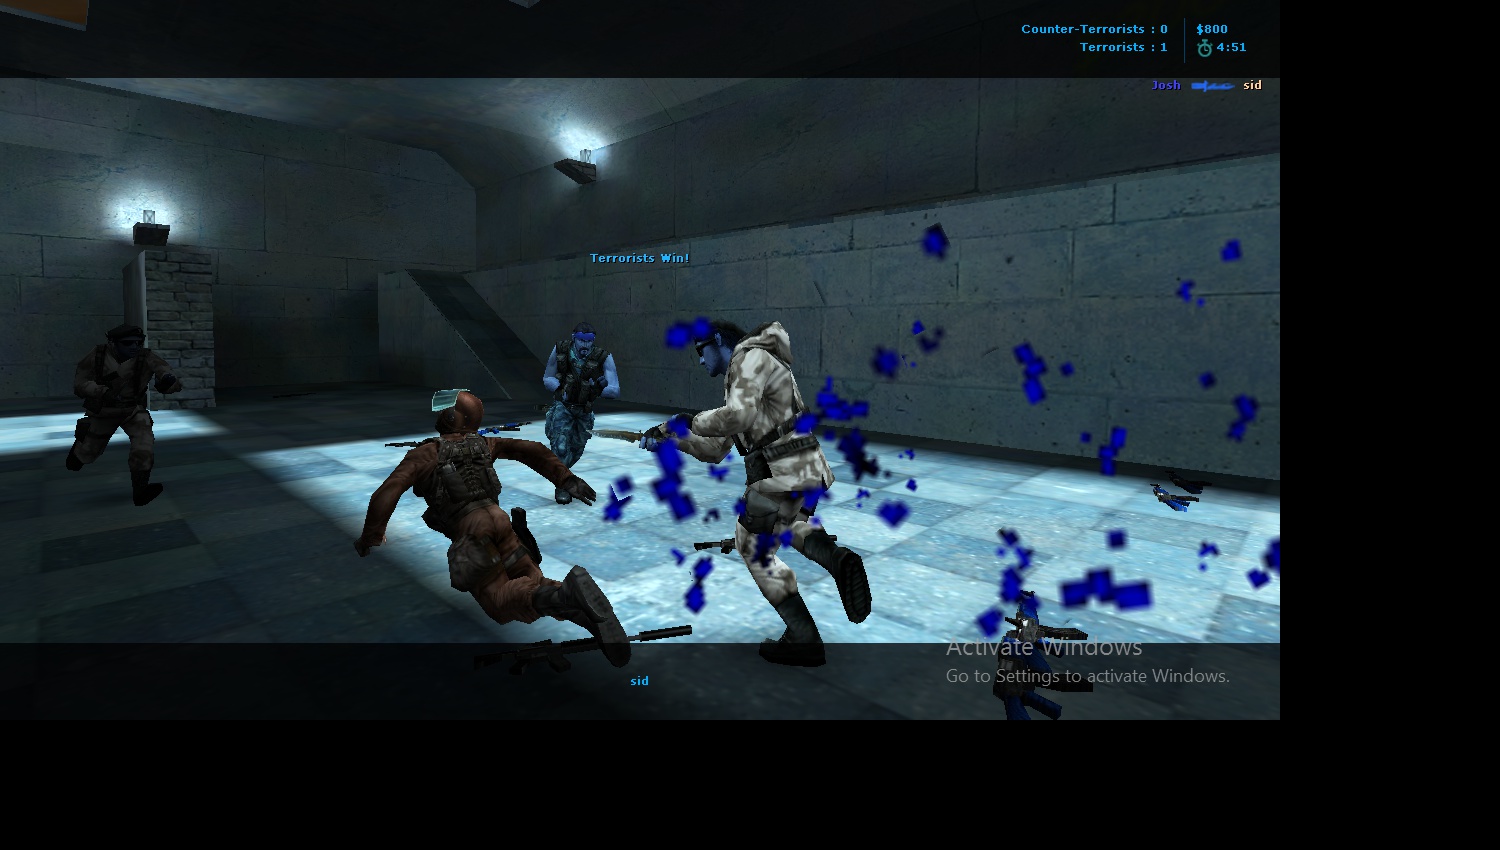 Counter-Terrorists : 0
$800
Terrorists : 1
4:51
Josh sid
Terrorists Win!
Activate Windows
Go to Settings to activate Windows.
sid